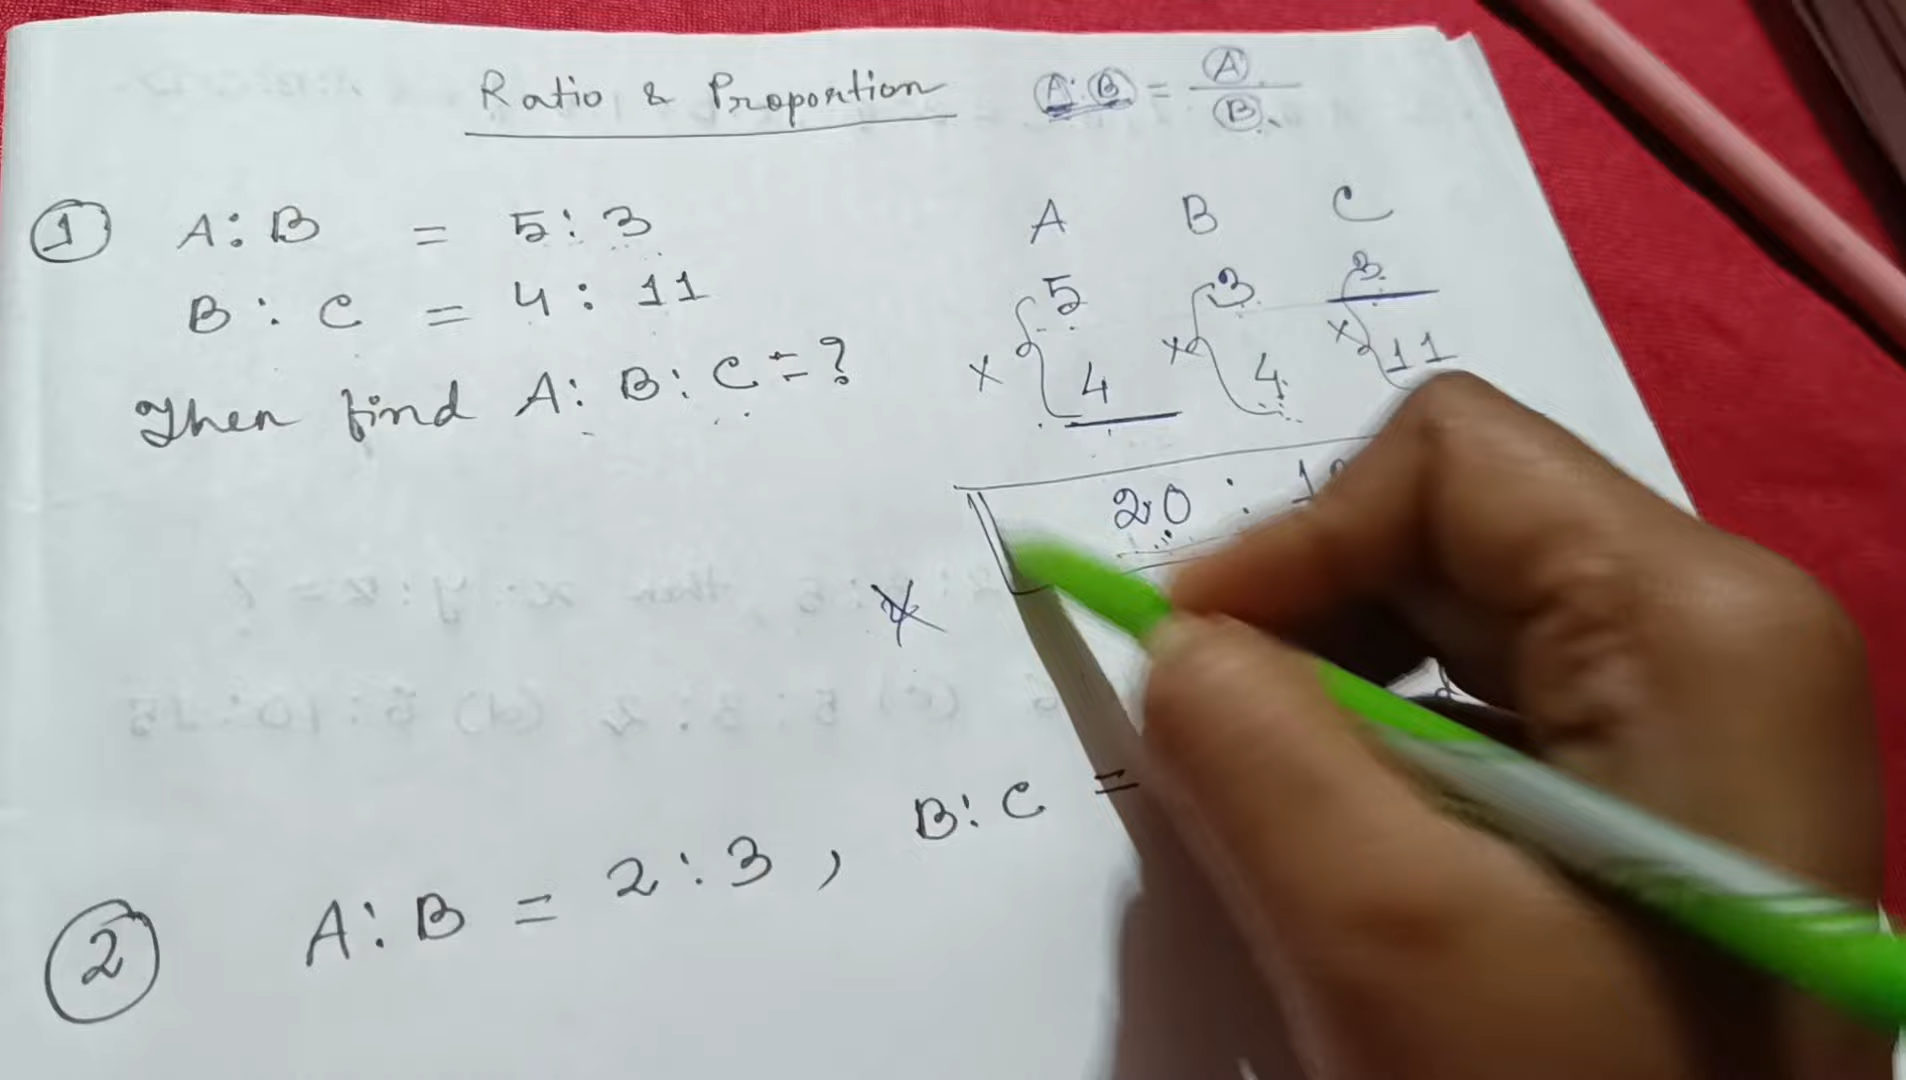 Ratio & Proportion
A:B = A/B
① A:B = 5:3
B:C = 4:11
Then find A:B:C=?
A B C
5 3 3
× 4 × 4 × 11
20 : 1
② A:B = 2:3, B:C =